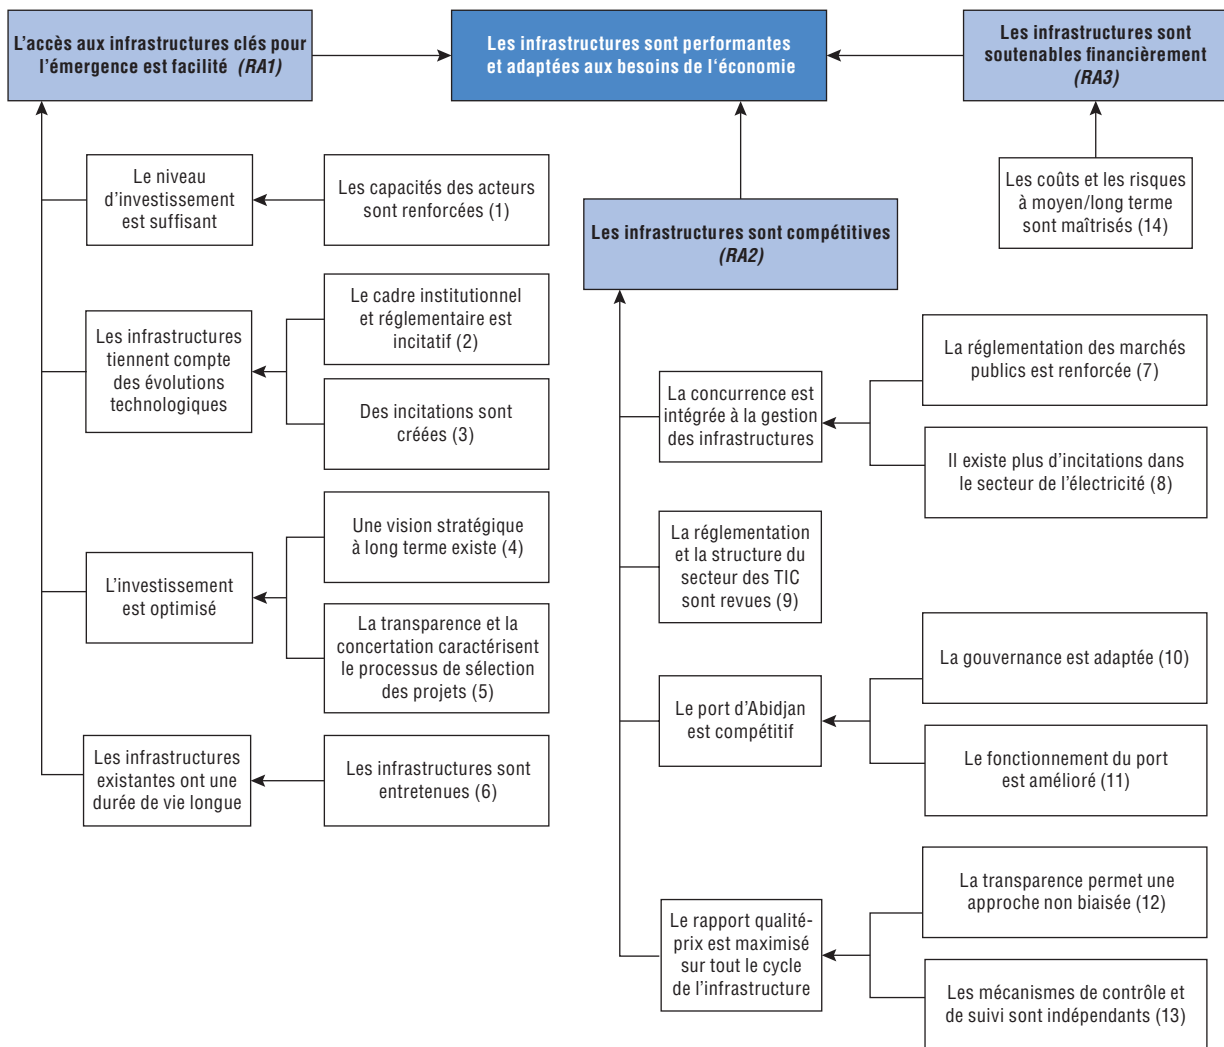 L'accès aux infrastructures clés pour
l'émergence est facilité (RA1)
Les infrastructures sont performantes
et adaptées aux besoins de l'économie
Les infrastructures sont
soutenables financièrement
(RA3)
Le niveau
d'investissement
est suffisant
Les capacités des acteurs
sont renforcées (1)
Les coûts et les risques
à moyen/long terme
sont maîtrisés (14)
Les infrastructures sont compétitives
(RA2)
Les infrastructures
tiennent compte
des évolutions
technologiques
Le cadre institutionnel
et réglementaire est
incitatif (2)
Des incitations sont
créées (3)
L'investissement
est optimisé
Une vision stratégique
à long terme existe (4)
La transparence et la
concertation caractérisent
le processus de sélection
des projets (5)
Les infrastructures
existantes ont une
durée de vie longue
Les infrastructures sont
entretenues (6)
La concurrence est
intégrée à la gestion
des infrastructures
La réglementation des marchés
publics est renforcée (7)
Il existe plus d'incitations dans
le secteur de l'électricité (8)
La réglementation
et la structure du
secteur des TIC
sont revues (9)
Le port d'Abidjan
est compétitif
La gouvernance est adaptée (10)
Le fonctionnement du port
est amélioré (11)
Le rapport qualité-
prix est maximisé
sur tout le cycle
de l'infrastructure
La transparence permet une
approche non biaisée (12)
Les mécanismes de contrôle et
de suivi sont indépendants (13)